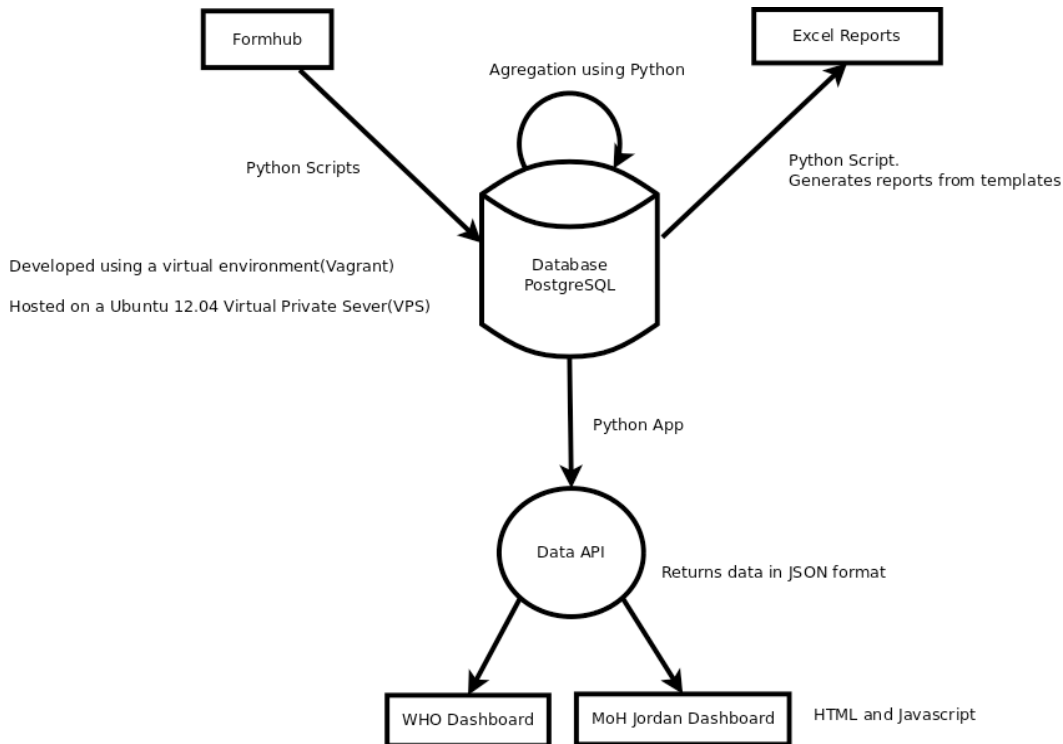 Formhub
Excel Reports
Agregation using Python
Python Scripts
Python Script.
Generates reports from templates
Developed using a virtual environment(Vagrant)
Hosted on a Ubuntu 12.04 Virtual Private Sever(VPS)
Database
PostgreSQL
Python App
Data API
Returns data in JSON format
WHO Dashboard
MoH Jordan Dashboard
HTML and Javascript